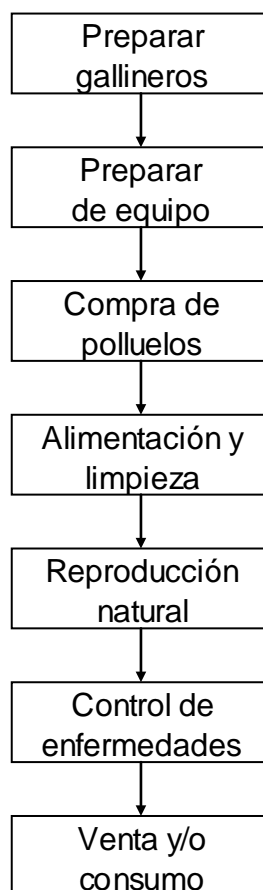 Preparar
gallineros
Preparar
de equipo
Compra de
polluelos
Alimentación y
limpieza
Reproducción
natural
Control de
enfermedades
Venta y/o
consumo